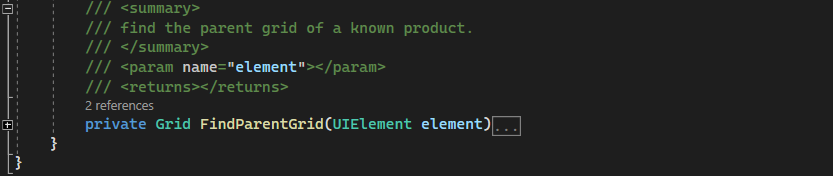 /// <summary>
/// find the parent grid of a known product.
/// </summary>
/// <param name="element"></param>
/// <returns></returns>
2 references
private Grid FindParentGrid(UIElement element)...
}
}